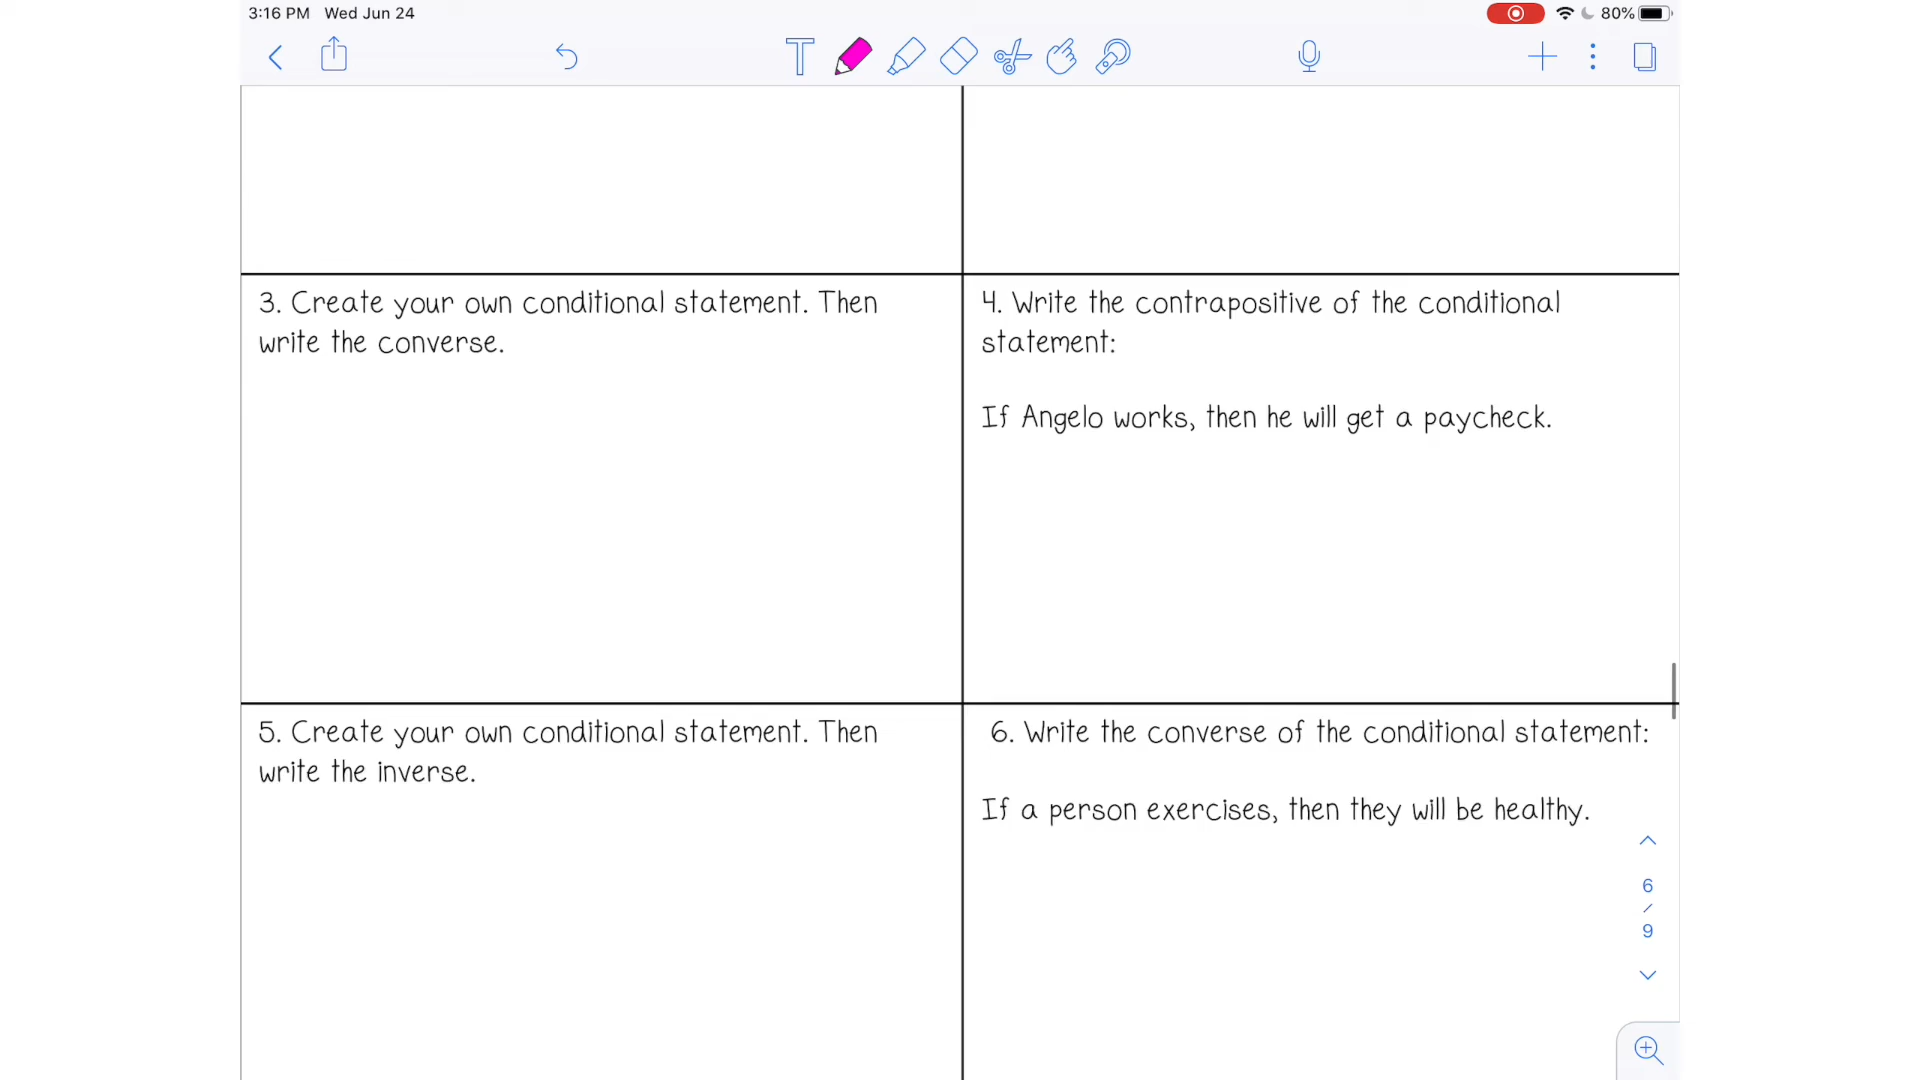 3:16 PM Wed Jun 24
80%
3. Create your own conditional statement. Then
write the converse.
4. Write the contrapositive of the conditional
statement:
If Angelo works, then he will get a paycheck.
5. Create your own conditional statement. Then
write the inverse.
6. Write the converse of the conditional statement:
If a person exercises, then they will be healthy.
6
/
9